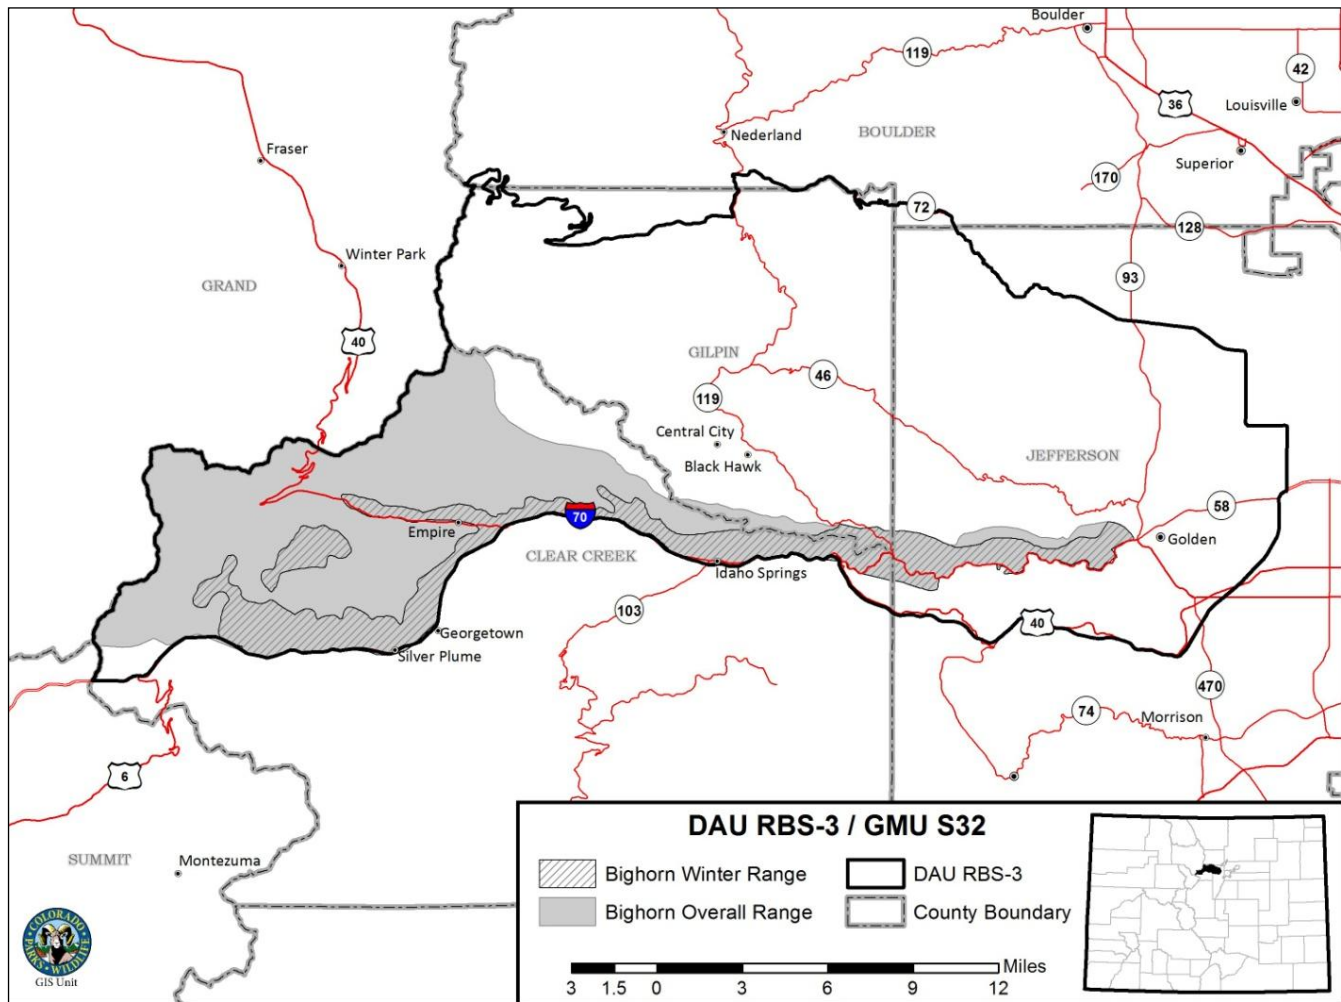 Boulder
119
42
36
Louisville
Nederland
BOULDER
Fraser
Superior
170
72
128
Winter Park
93
GRAND
40
GILPIN
46
119
Central City
Black Hawk
JEFFERSON
58
70
Empire
CLEAR CREEK
Golden
Idaho Springs
103
Georgetown
40
Silver Plume
470
74
Morrison
6
SUMMIT
Montezuma
DAU RBS-3 / GMU S32
Bighorn Winter Range
DAU RBS-3
Bighorn Overall Range
County Boundary
Miles
3 1.5 0 3 6 9 12
COLORADO
PARKS • WILDLIFE
GIS Unit